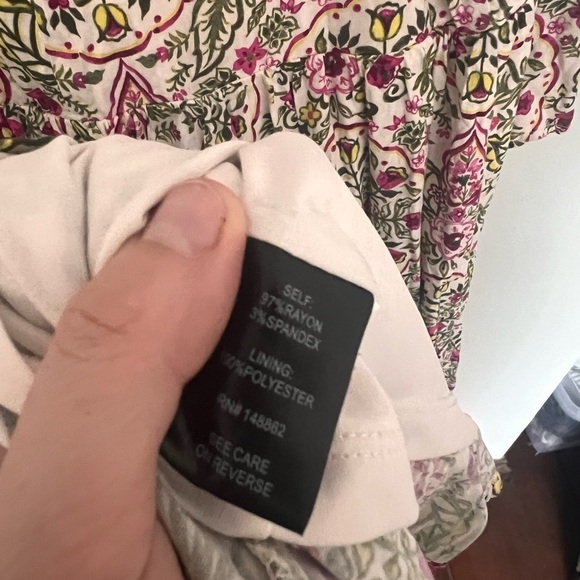 SELF:
97%RAYON
3%SPANDEX
LINING:
100%POLYESTER
RN# 148862
SEE CARE
ON REVERSE